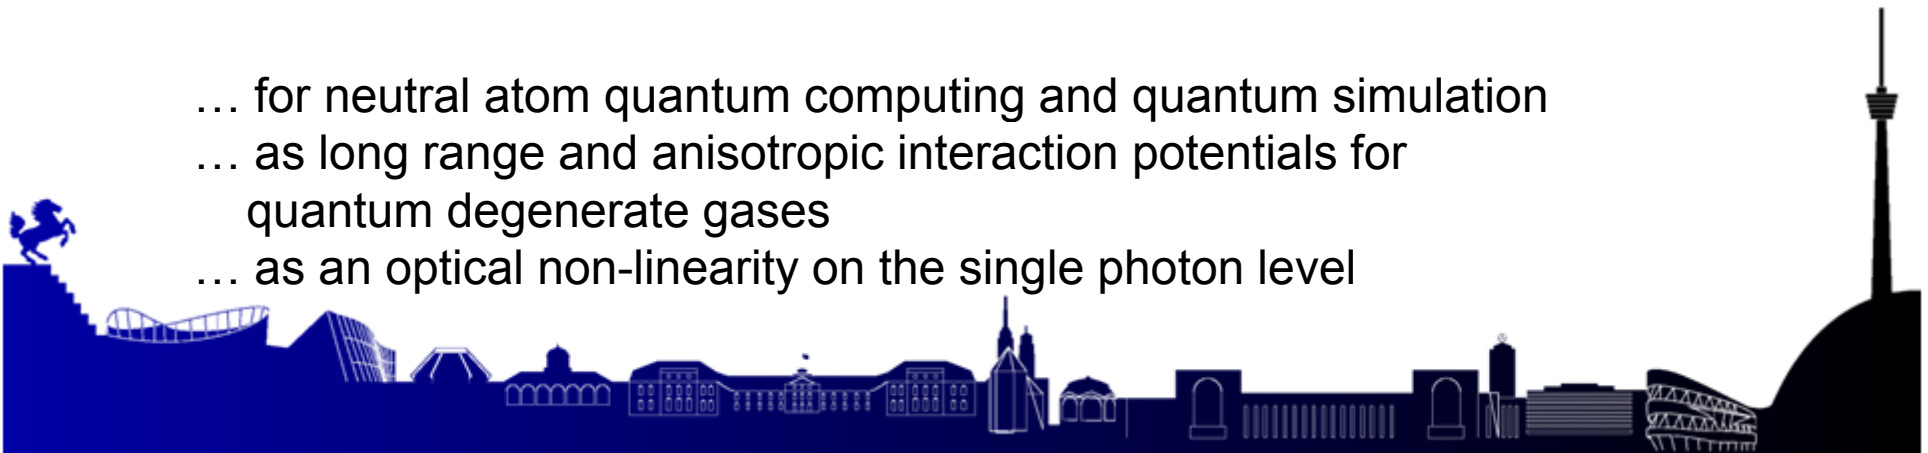 … for neutral atom quantum computing and quantum simulation
… as long range and anisotropic interaction potentials for
quantum degenerate gases
… as an optical non-linearity on the single photon level